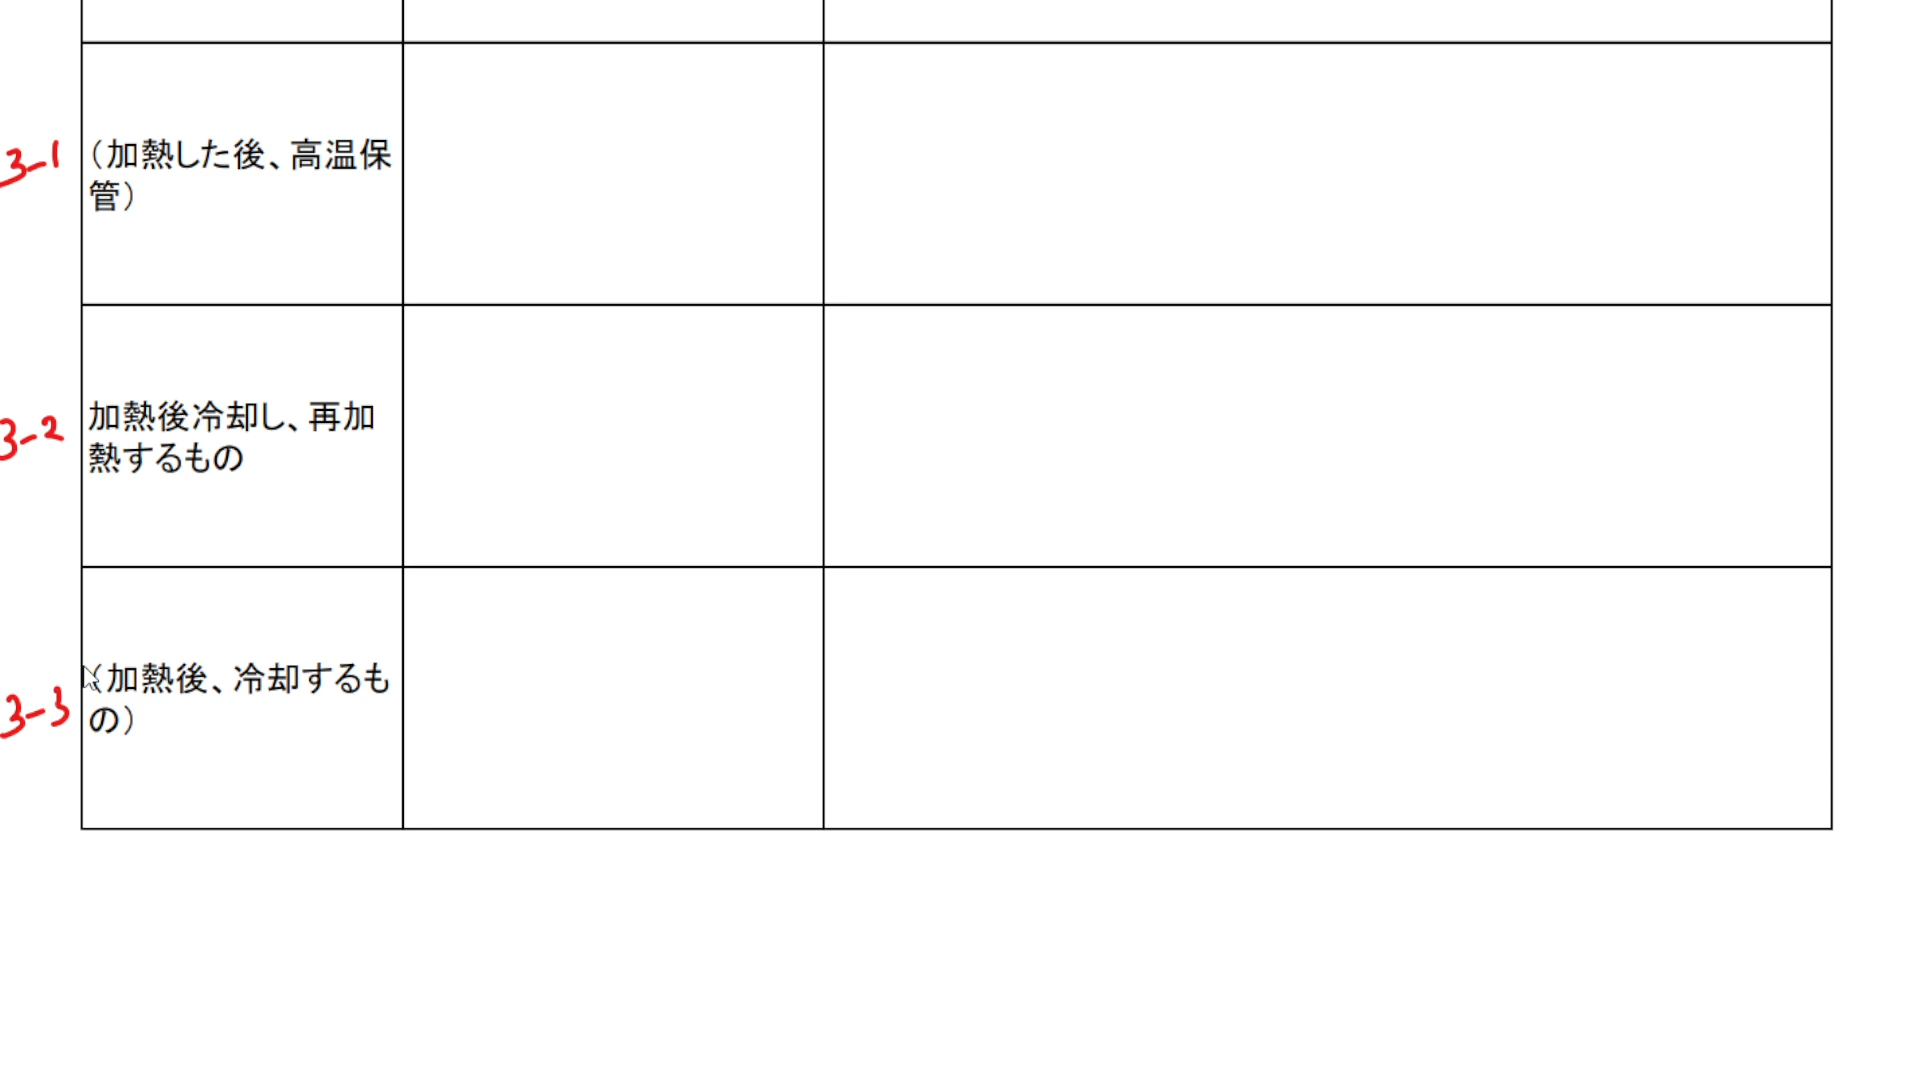 3-1
（加熱した後、高温保
管）
3-2
加熱後冷却し、再加
熱するもの
3-3
（加熱後、冷却するも
の）